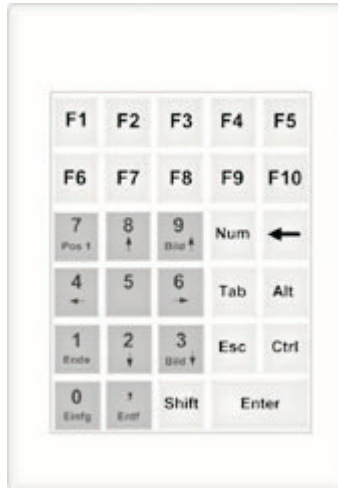 F1 F2 F3 F4 F5
F6 F7 F8 F9 F10
7 8 9 Num ←
Pos 1 ↑ Bild ↑
4 5 6 Tab Alt
← →
1 2 3 Esc Ctrl
Ende ↓ Bild ↓
0 , Shift Enter
Einfg Entf